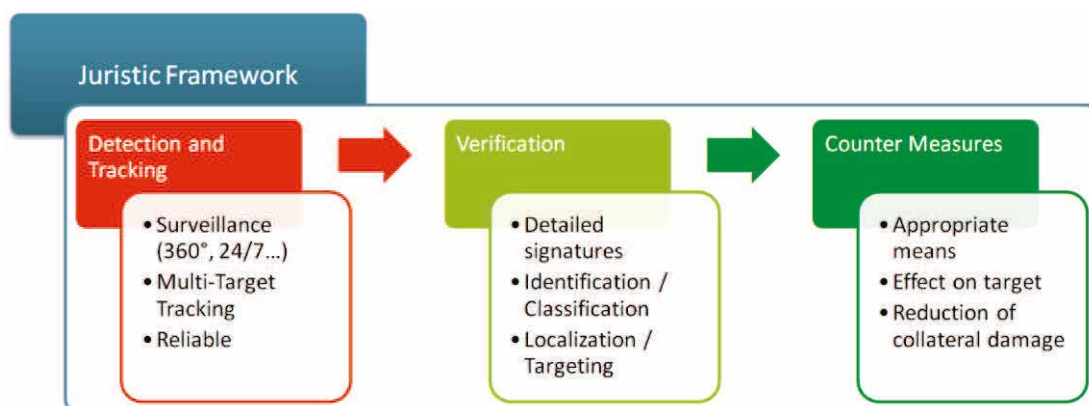 Juristic Framework
Detection and
Tracking
• Surveillance
(360°, 24/7...)
• Multi-Target
Tracking
• Reliable
Verification
• Detailed
signatures
• Identification /
Classification
• Localization /
Targeting
Counter Measures
• Appropriate
means
• Effect on target
• Reduction of
collateral damage